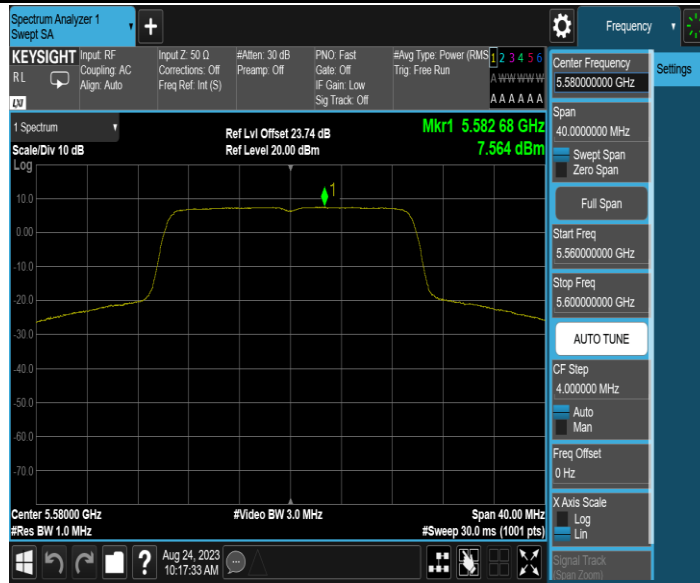 Spectrum Analyzer 1
Swept SA
Frequency
KEYSIGHT
RL
LXI
Input: RF
Coupling: AC
Align: Auto
Input Z: 50 Ω
Corrections: Off
Freq Ref: Int (S)
#Atten: 30 dB
Preamp: Off
PNO: Fast
Gate: Off
IF Gain: Low
Sig Track: Off
#Avg Type: Power (RMS
Trig: Free Run
1 2 3 4 5 6
A W W W W W
A A A A A A
Center Frequency
5.580000000 GHz
Settings
Span
40.0000000 MHz
Swept Span
Zero Span
Full Span
Start Freq
5.560000000 GHz
Stop Freq
5.600000000 GHz
AUTO TUNE
CF Step
4.000000 MHz
Auto
Man
Freq Offset
0 Hz
X Axis Scale
Log
Lin
Signal Track
(Span Zoom)
1 Spectrum
Scale/Div 10 dB
Log
Ref Lvl Offset 23.74 dB
Ref Level 20.00 dBm
Mkr1 5.582 68 GHz
7.564 dBm
1
10.0
0.00
-10.0
-20.0
-30.0
-40.0
-50.0
-60.0
-70.0
Center 5.58000 GHz
#Res BW 1.0 MHz
#Video BW 3.0 MHz
Span 40.00 MHz
#Sweep 30.0 ms (1001 pts)
Aug 24, 2023
10:17:33 AM